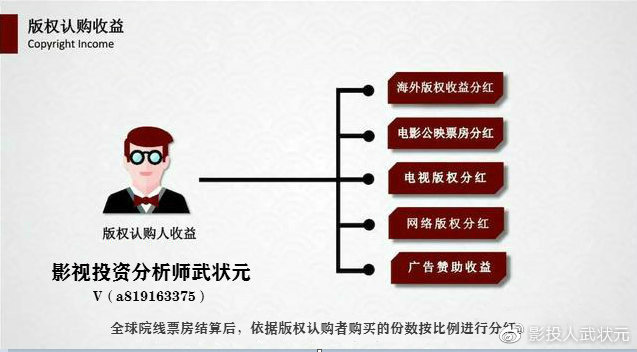 版权认购收益
Copyright Income
海外版权收益分红
电影公映票房分红
电视版权分红
网络版权分红
广告赞助收益
版权认购人收益
影视投资分析师武状元
V（a819163375）
全球院线票房结算后，依据版权认购者购买的份数按比例进行分红。
影投人武状元